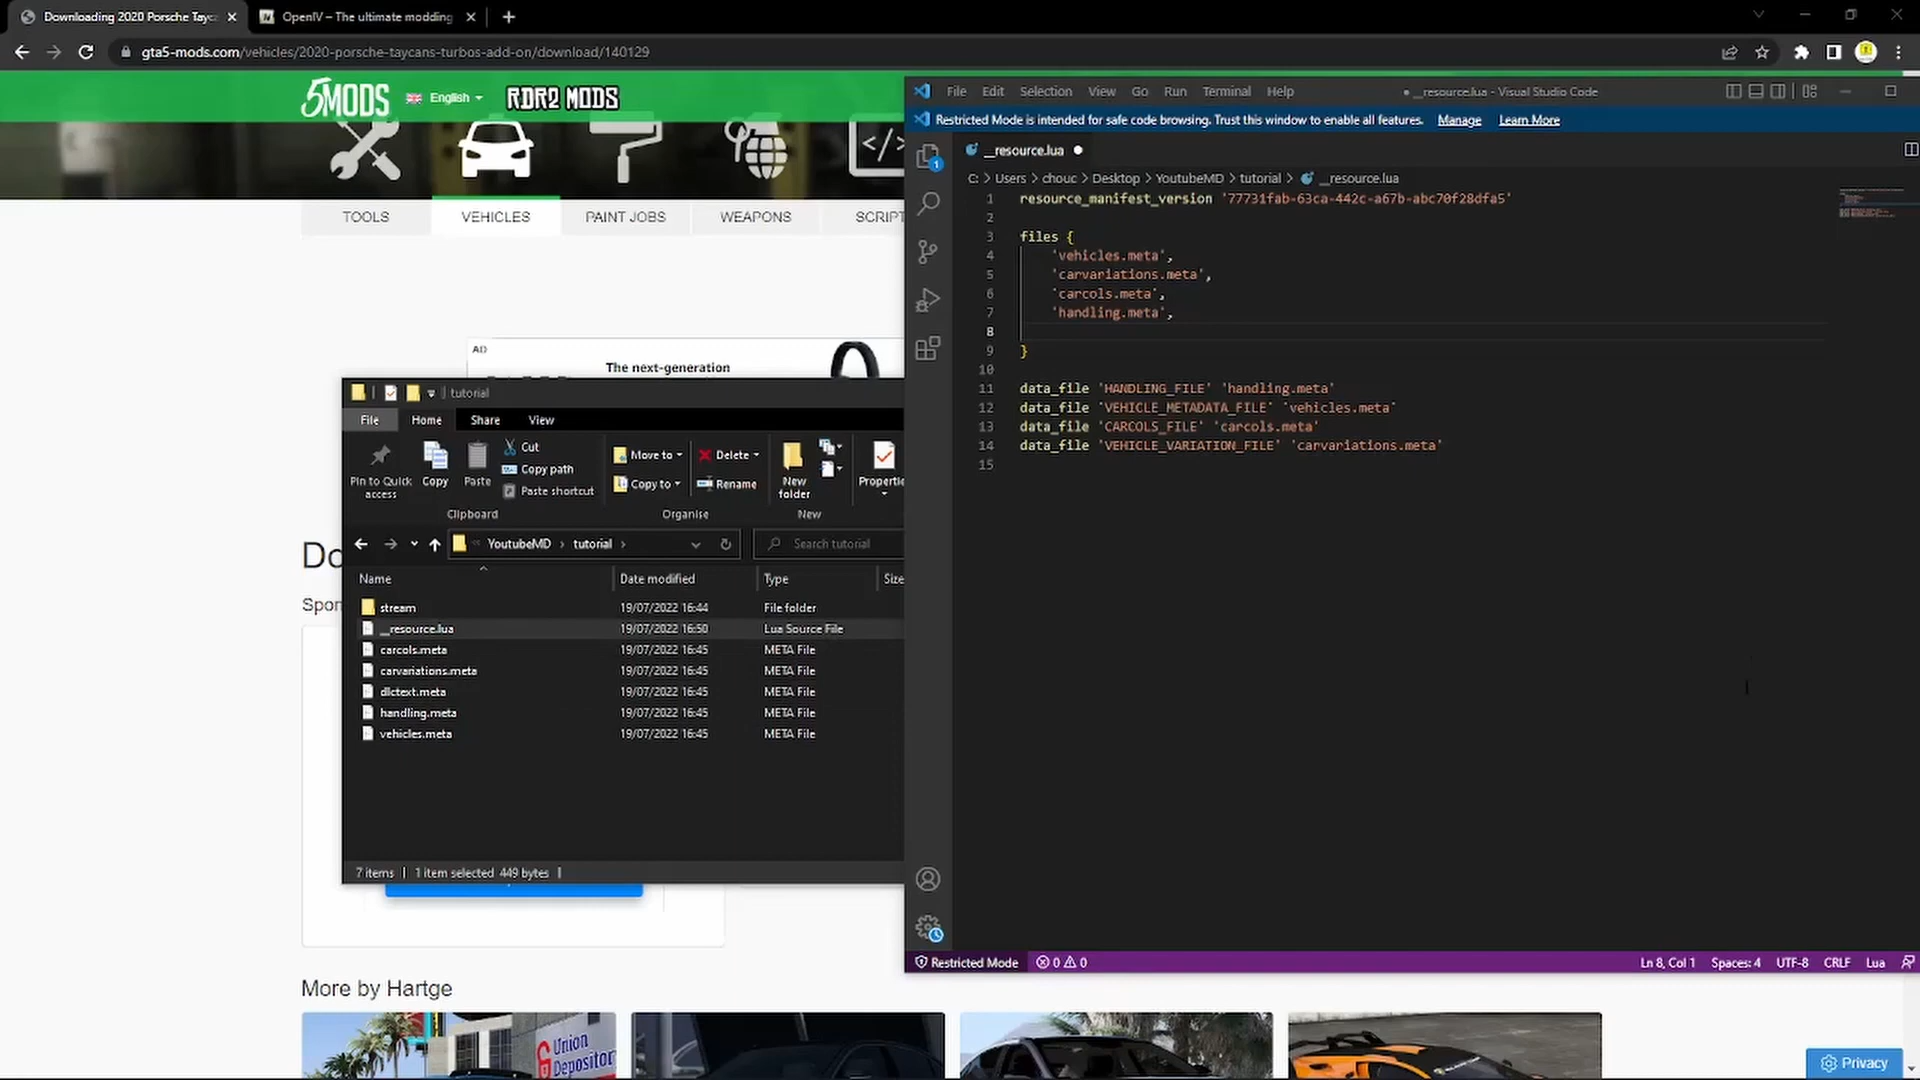 Downloading 2020 Porsche Tayc
OpenIV – The ultimate modding
gta5-mods.com/vehicles/2020-porsche-taycans-turbos-add-on/download/140129
5MODS
English
RDR2 MODS
TOOLS
VEHICLES
PAINT JOBS
WEAPONS
SCRIPT
AD
The next-generation
Do
Spon
tutorial
File
Home
Share
View
Pin to Quick
access
Copy
Paste
Cut
Copy path
Paste shortcut
Clipboard
Move to
Copy to
Delete
Rename
Organise
New
folder
New
Properti
YoutubeMD
tutorial
Search tutorial
Name Date modified Type Size
stream 19/07/2022 16:44 File folder
__resource.lua 19/07/2022 16:50 Lua Source File
carcols.meta 19/07/2022 16:45 META File
carvariations.meta 19/07/2022 16:45 META File
dlctext.meta 19/07/2022 16:45 META File
handling.meta 19/07/2022 16:45 META File
vehicles.meta 19/07/2022 16:45 META File
7 items | 1 item selected 449 bytes |
File Edit Selection View Go Run Terminal Help
● __resource.lua - Visual Studio Code
Restricted Mode is intended for safe code browsing. Trust this window to enable all features. Manage Learn More
1
__resource.lua
C: > Users > chouc > Desktop > YoutubeMD > tutorial > __resource.lua
1 resource_manifest_version '77731fab-63ca-442c-a67b-abc70f28dfa5'
2
3 files {
4 'vehicles.meta',
5 'carvariations.meta',
6 'carcols.meta',
7 'handling.meta',
8
9 }
10
11 data_file 'HANDLING_FILE' 'handling.meta'
12 data_file 'VEHICLE_METADATA_FILE' 'vehicles.meta'
13 data_file 'CARCOLS_FILE' 'carcols.meta'
14 data_file 'VEHICLE_VARIATION_FILE' 'carvariations.meta'
15
Restricted Mode 0 0
Ln 8, Col 1 Spaces: 4 UTF-8 CRLF Lua
More by Hartge
Union
Depositor
Privacy